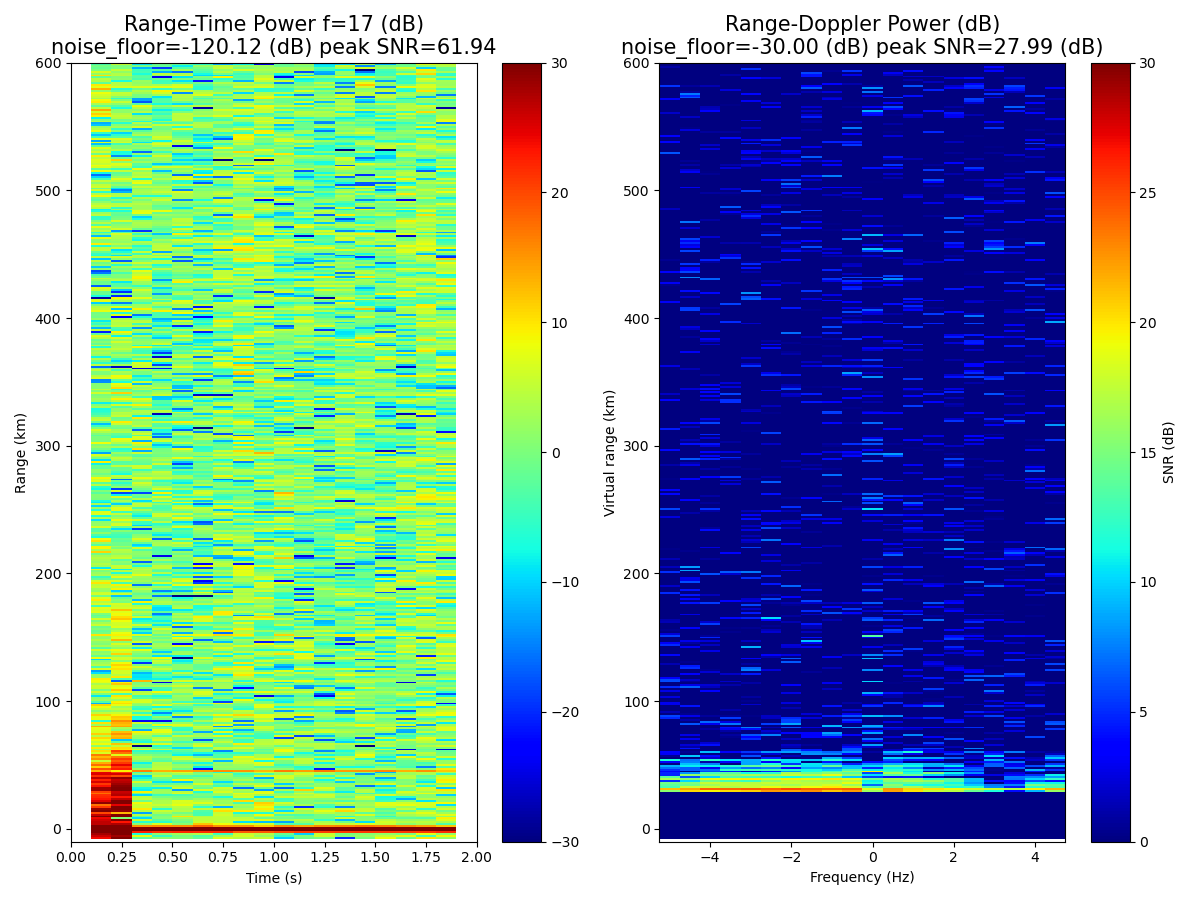 Range-Time Power f=17 (dB)
noise_floor=-120.12 (dB) peak SNR=61.94
Range (km)
600
500
400
300
200
100
0
0.00 0.25 0.50 0.75 1.00 1.25 1.50 1.75 2.00
Time (s)
30
20
10
0
−10
−20
−30
Range-Doppler Power (dB)
noise_floor=-30.00 (dB) peak SNR=27.99 (dB)
Virtual range (km)
600
500
400
300
200
100
0
−4 −2 0 2 4
Frequency (Hz)
30
25
20
15
10
5
0
SNR (dB)